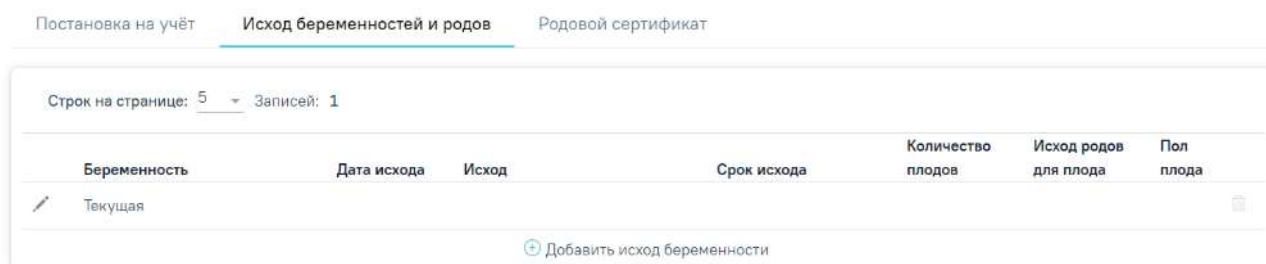 Постановка на учёт Исход беременностей и родов Родовой сертификат
Строк на странице: 5 Записей: 1
Беременность Дата исхода Исход Срок исхода Количество плодов Исход родов для плода Пол плода
Текущая
Добавить исход беременности